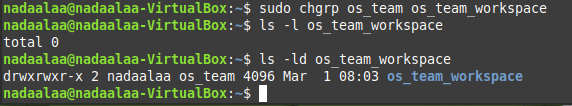 nadaalaa@nadaalaa-VirtualBox:~$ sudo chgrp os_team os_team_workspace
nadaalaa@nadaalaa-VirtualBox:~$ ls -l os_team_workspace
total 0
nadaalaa@nadaalaa-VirtualBox:~$ ls -ld os_team_workspace
drwxrwxr-x 2 nadaalaa os_team 4096 Mar  1 08:03 os_team_workspace
nadaalaa@nadaalaa-VirtualBox:~$